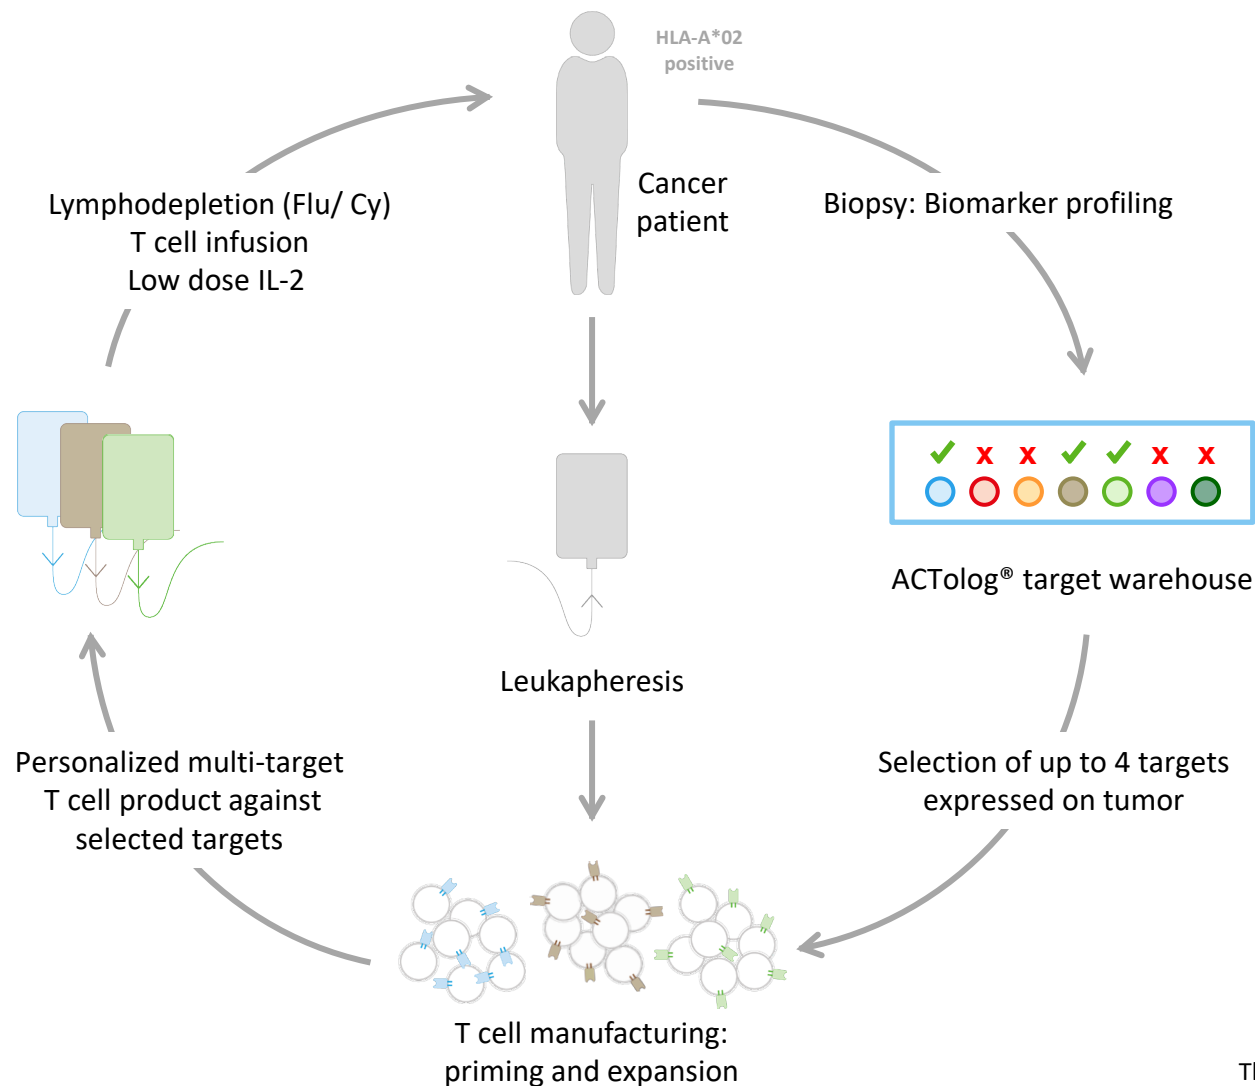 HLA-A*02
positive
Cancer
patient
Biopsy: Biomarker profiling
Lymphodepletion (Flu/ Cy)
T cell infusion
Low dose IL-2
x x x x
ACTolog® target warehouse
Leukapheresis
Selection of up to 4 targets
expressed on tumor
Personalized multi-target
T cell product against
selected targets
T cell manufacturing:
priming and expansion